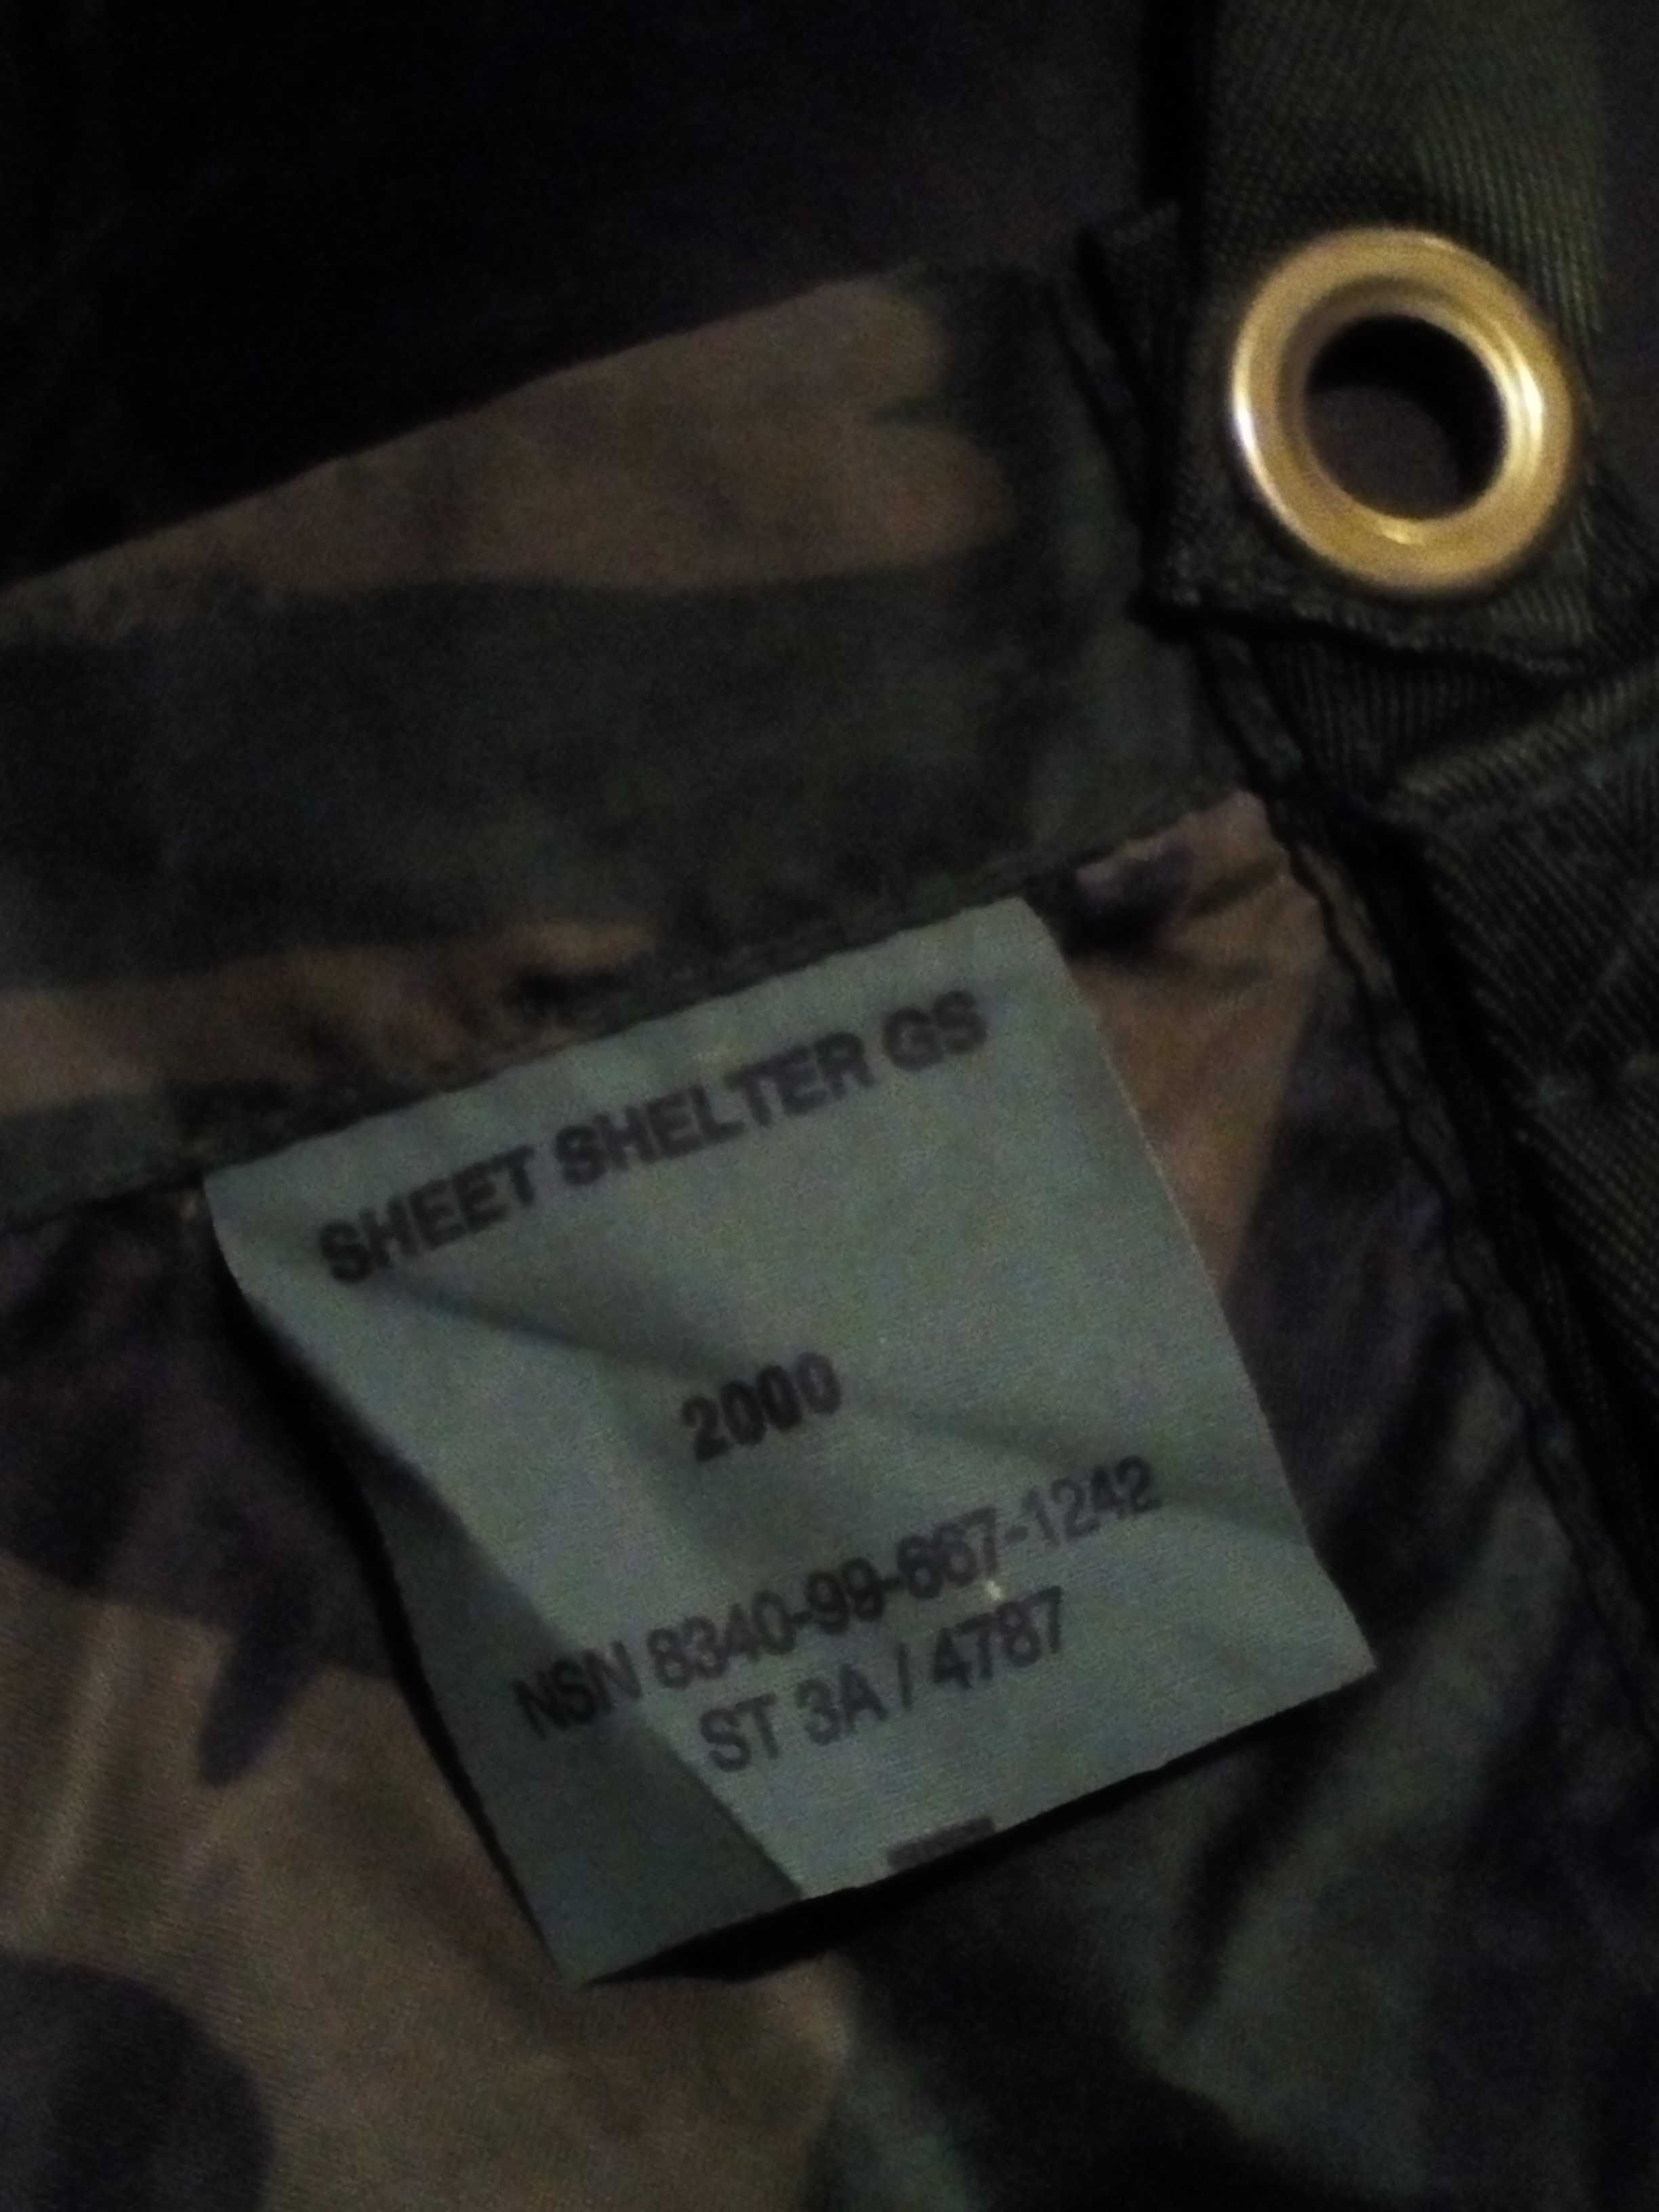 SHEET SHELTER GS
2000
NSN 8340-99-667-1242
ST 3A / 4787